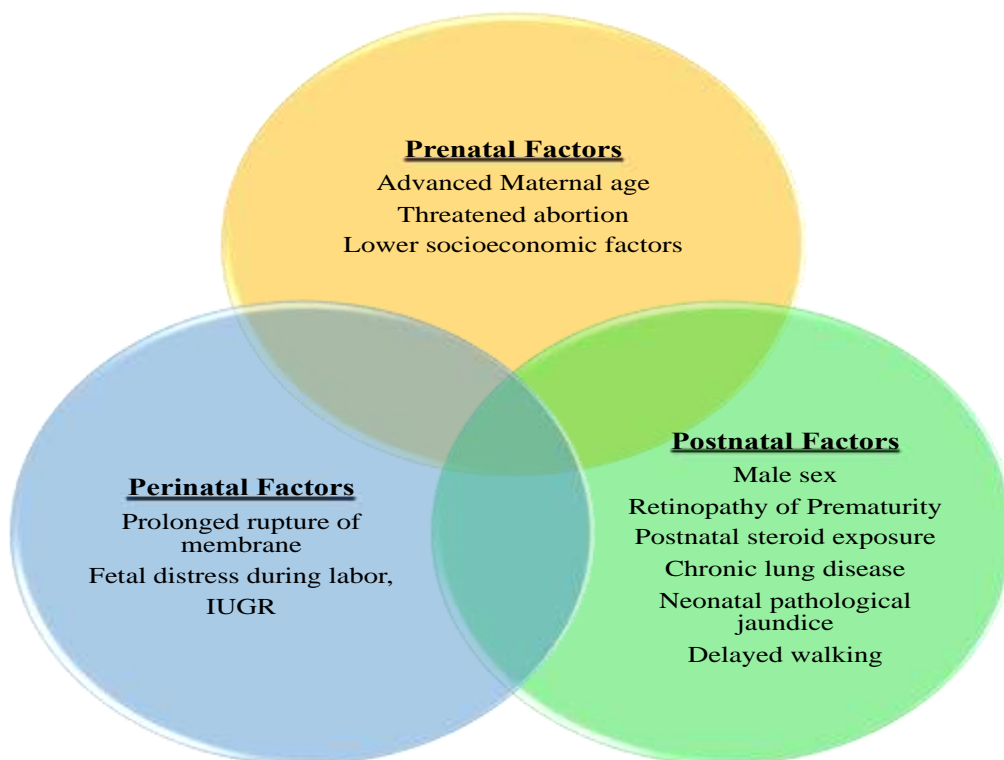 Prenatal Factors
Advanced Maternal age
Threatened abortion
Lower socioeconomic factors
Perinatal Factors
Prolonged rupture of
membrane
Fetal distress during labor,
IUGR
Postnatal Factors
Male sex
Retinopathy of Prematurity
Postnatal steroid exposure
Chronic lung disease
Neonatal pathological
jaundice
Delayed walking